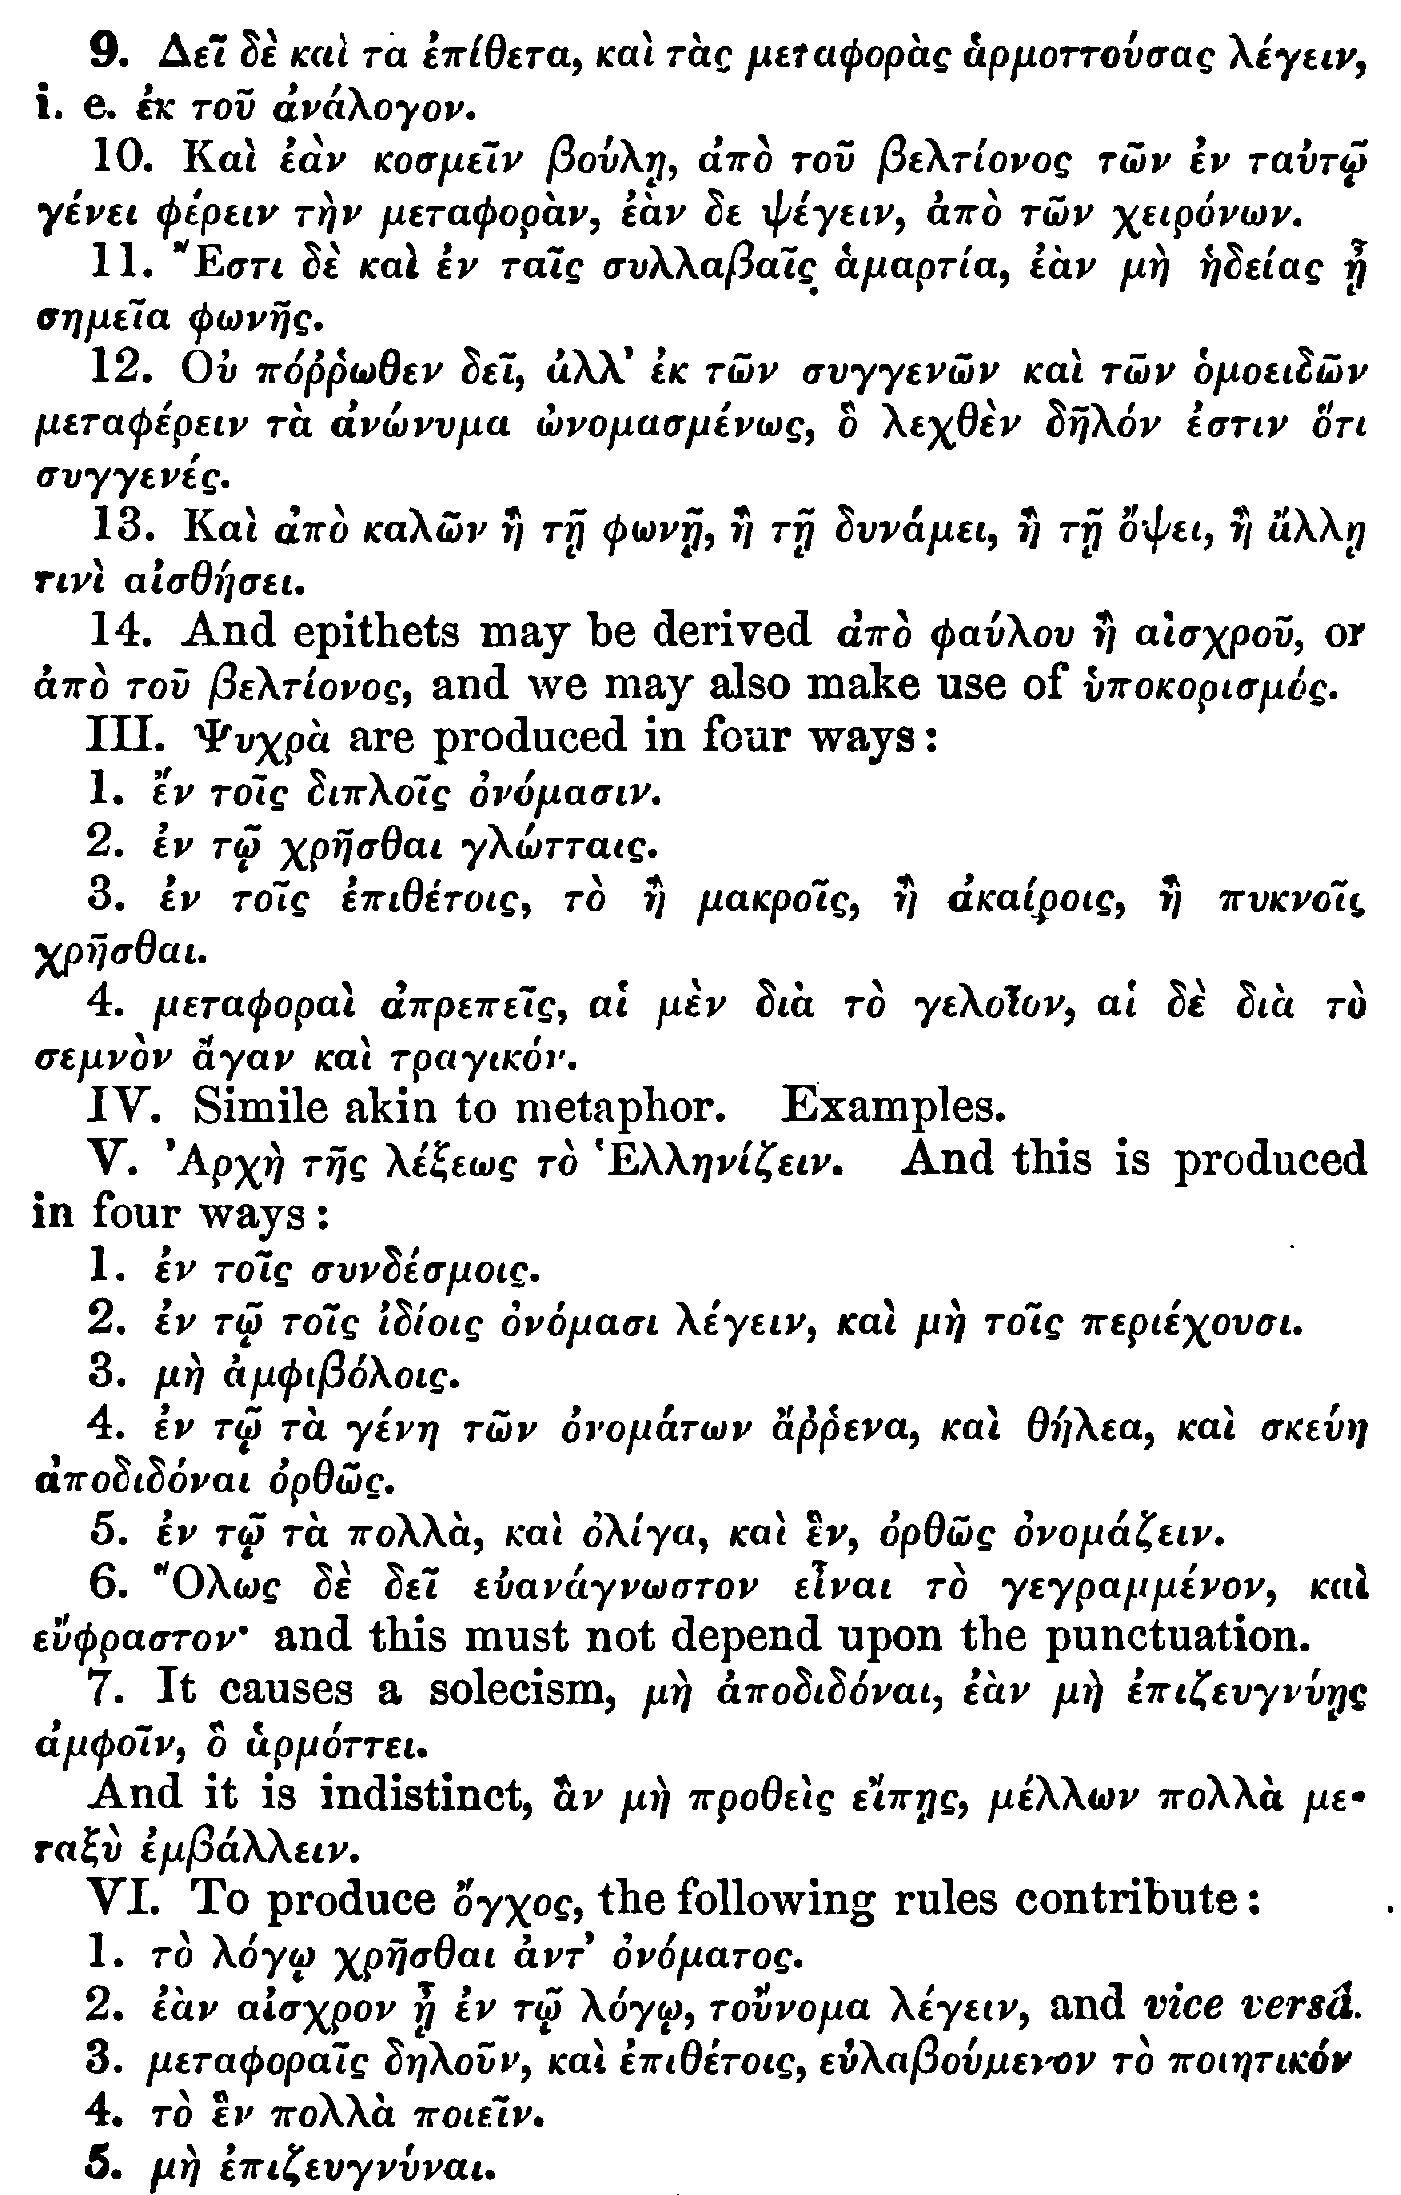 9. Δεῖ δὲ καὶ τὰ ἐπίθετα, καὶ τὰς μεταφορὰς ἁρμοττούσας λέγειν,
i. e. ἐκ τοῦ ἀνάλογον.
10. Καὶ ἐὰν κοσμεῖν βούλῃ, ἀπὸ τοῦ βελτίονος τῶν ἐν ταὐτῷ
γένει φέρειν τὴν μεταφορὰν, ἐὰν δε ψέγειν, ἀπὸ τῶν χειρόνων.
11. Ἔστι δὲ καὶ ἐν ταῖς συλλαβαῖς ἁμαρτία, ἐὰν μὴ ἡδείας ᾖ
σημεῖα φωνῆς.
12. Οὐ πόῤῥωθεν δεῖ, ἀλλ’ ἐκ τῶν συγγενῶν καὶ τῶν ὁμοειδῶν
μεταφέρειν τὰ ἀνώνυμα ὠνομασμένως, ὃ λεχθὲν δῆλόν ἐστιν ὅτι
συγγενές.
13. Καὶ ἀπὸ καλῶν ἢ τῇ φωνῇ, ἢ τῇ δυνάμει, ἢ τῇ ὄψει, ἢ ἄλλῃ
τινὶ αἰσθήσει.
14. And epithets may be derived ἀπὸ φαύλου ἢ αἰσχροῦ, or
ἀπὸ τοῦ βελτίονος, and we may also make use of ὑποκορισμός.
III. Ψυχρὰ are produced in four ways:
1. ἔν τοῖς διπλοῖς ὀνόμασιν.
2. ἐν τῷ χρῆσθαι γλώτταις.
3. ἐν τοῖς ἐπιθέτοις, τὸ ἢ μακροῖς, ἢ ἀκαίροις, ἢ πυκνοῖς
χρῆσθαι.
4. μεταφοραὶ ἀπρεπεῖς, αἱ μὲν διὰ τὸ γελοῖον, αἱ δὲ διὰ τὸ
σεμνὸν ἄγαν καὶ τραγικόν.
IV. Simile akin to metaphor. Examples.
V. Ἀρχὴ τῆς λέξεως τὸ Ἑλληνίζειν. And this is produced
in four ways:
1. ἐν τοῖς συνδέσμοις.
2. ἐν τῷ τοῖς ἰδίοις ὀνόμασι λέγειν, καὶ μὴ τοῖς περιέχουσι.
3. μὴ ἀμφιβόλοις.
4. ἐν τῷ τὰ γένη τῶν ὀνομάτων ἄῤῥενα, καὶ θήλεα, καὶ σκεύη
ἀποδιδόναι ὀρθῶς.
5. ἐν τῷ τὰ πολλὰ, καὶ ὀλίγα, καὶ ἓν, ὀρθῶς ὀνομάζειν.
6. Ὅλως δὲ δεῖ εὐανάγνωστον εἶναι τὸ γεγραμμένον, καὶ
εὔφραστον· and this must not depend upon the punctuation.
7. It causes a solecism, μὴ ἀποδιδόναι, ἐὰν μὴ ἐπιζευγνύῃς
ἀμφοῖν, ὃ ἁρμόττει.
And it is indistinct, ἂν μὴ προθεὶς εἴπῃς, μέλλων πολλὰ με-
ταξὺ ἐμβάλλειν.
VI. To produce ὄγχος, the following rules contribute:
1. τὸ λόγῳ χρῆσθαι ἀντ’ ὀνόματος.
2. ἐὰν αἰσχρον ᾖ ἐν τῷ λόγῳ, τοὔνομα λέγειν, and vice versâ.
3. μεταφοραῖς δηλοῦν, καὶ ἐπιθέτοις, εὐλαβούμενον τὸ ποιητικόν
4. τὸ ἓν πολλὰ ποιεῖν.
5. μὴ ἐπιζευγνύναι.